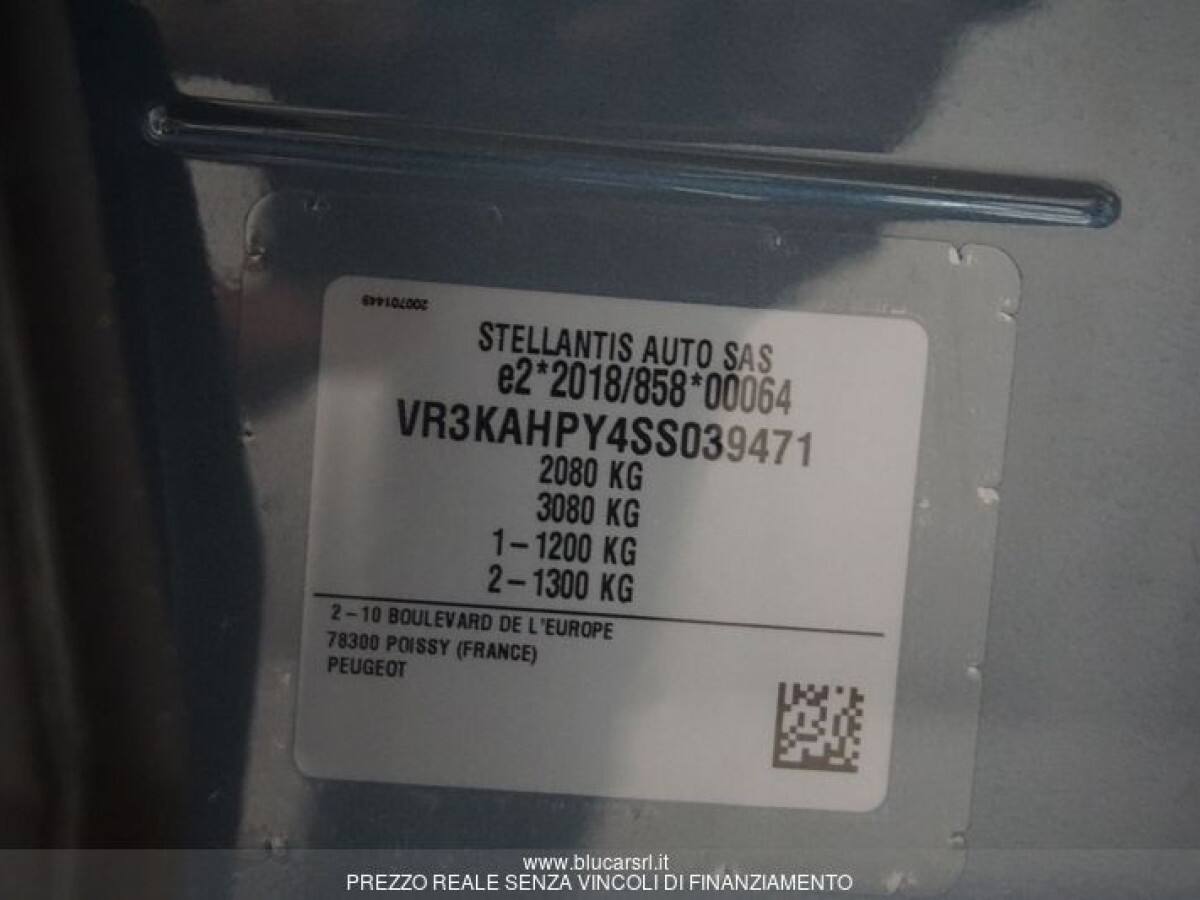 200701449
STELLANTIS AUTO SAS
e2*2018/858*00064
VR3KAHPY4SS039471
2080 KG
3080 KG
1-1200 KG
2-1300 KG
2-10 BOULEVARD DE L'EUROPE
78300 POISSY (FRANCE)
PEUGEOT
www.blucarsrl.it
PREZZO REALE SENZA VINCOLI DI FINANZIAMENTO